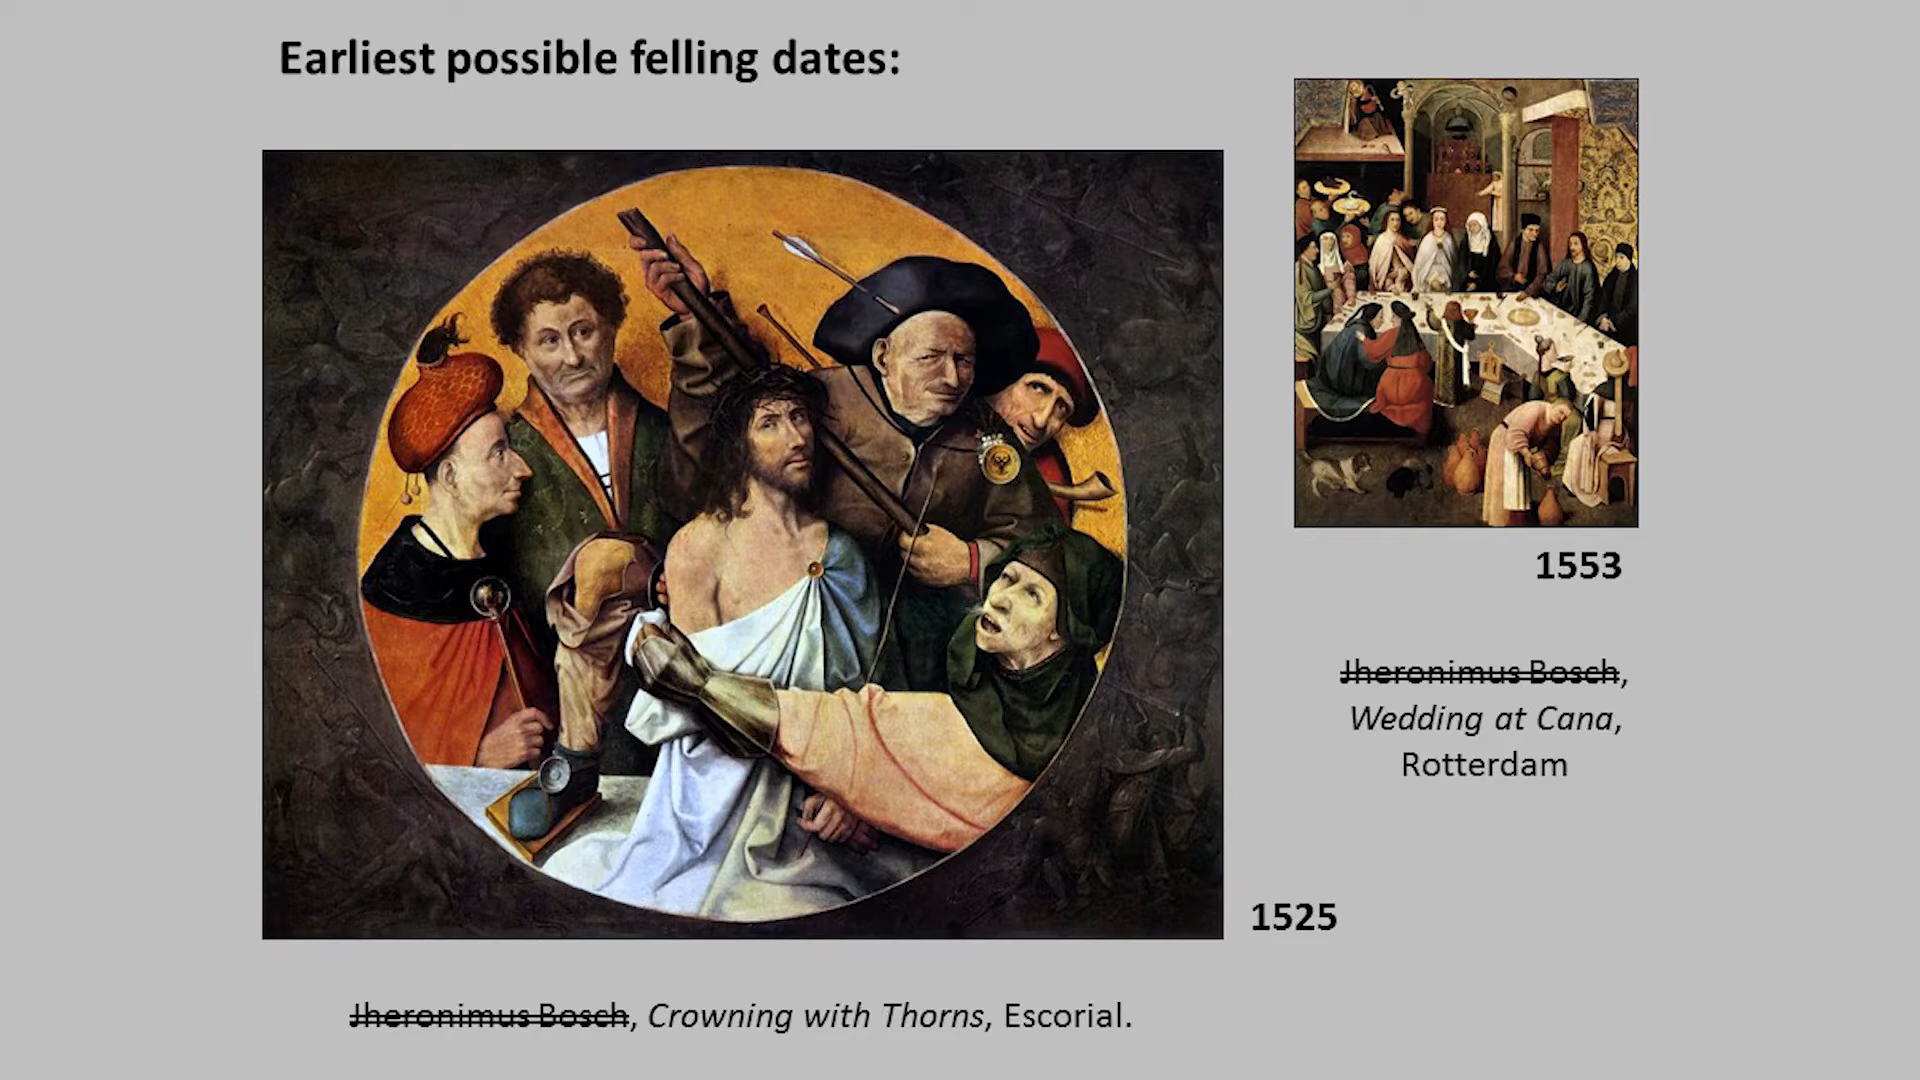 Earliest possible felling dates:
1553
Jheronimus Bosch,
Wedding at Cana,
Rotterdam
1525
Jheronimus Bosch, Crowning with Thorns, Escorial.